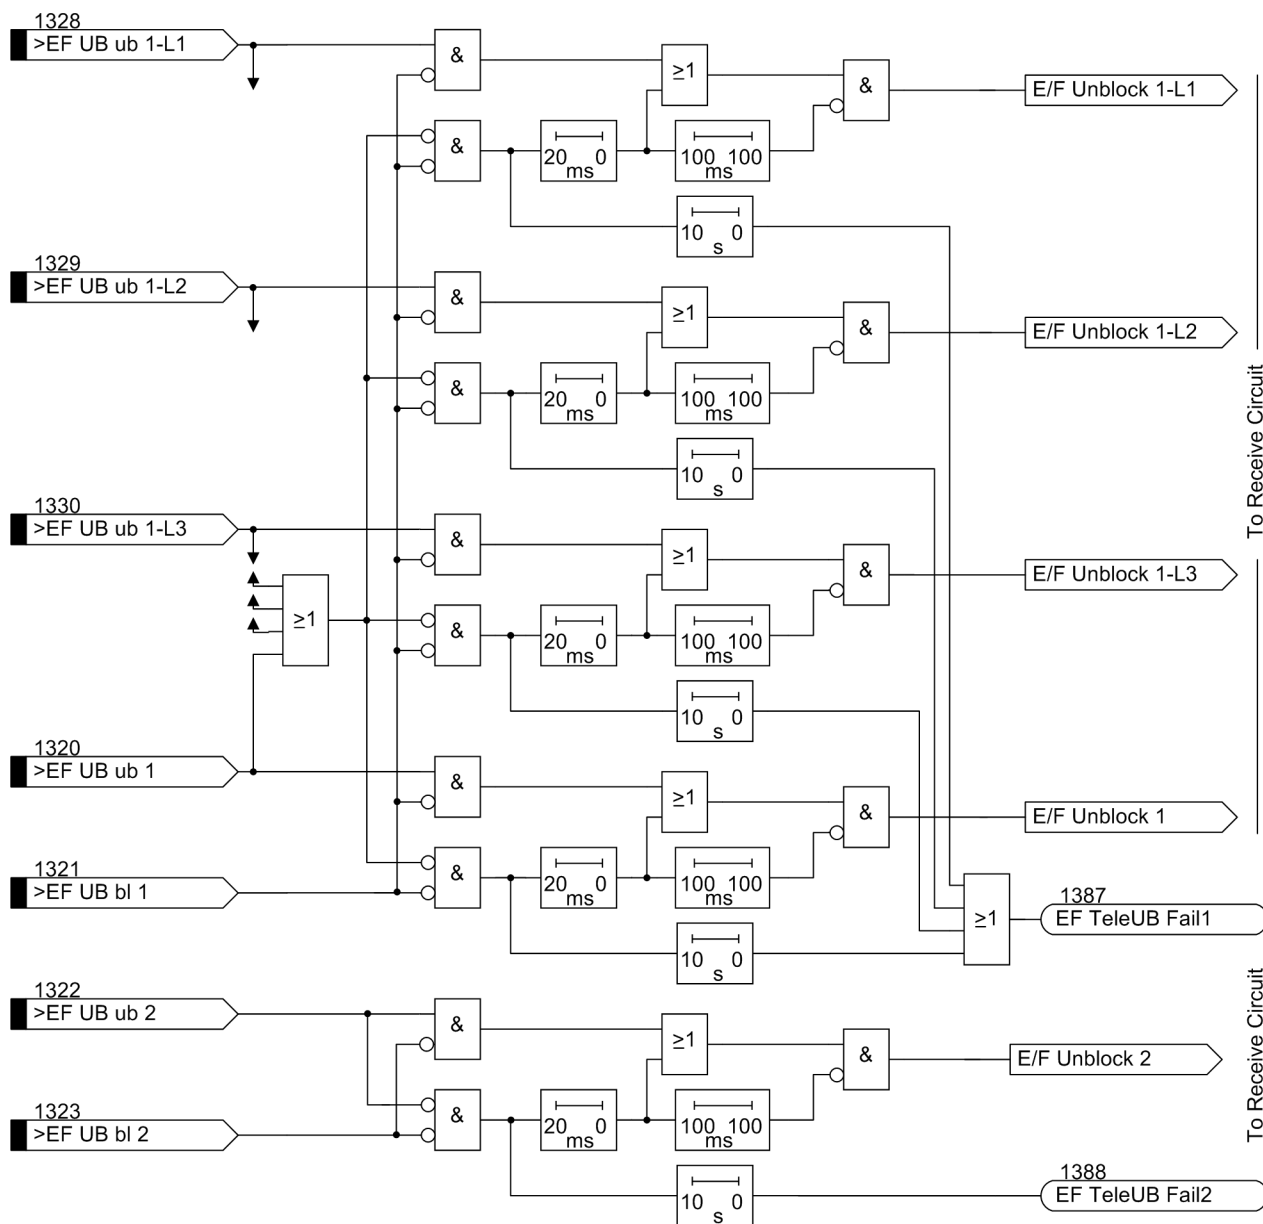 1328
>EF UB ub 1-L1
&
≥1
&
E/F Unblock 1-L1
&
20 0
ms
100 100
ms
10 0
s
1329
>EF UB ub 1-L2
&
≥1
&
E/F Unblock 1-L2
&
20 0
ms
100 100
ms
10 0
s
To Receive Circuit
1330
>EF UB ub 1-L3
&
≥1
&
E/F Unblock 1-L3
≥1
&
20 0
ms
100 100
ms
10 0
s
1320
>EF UB ub 1
&
≥1
&
E/F Unblock 1
1321
>EF UB bl 1
&
20 0
ms
100 100
ms
10 0
s
≥1
1387
EF TeleUB Fail1
1322
>EF UB ub 2
&
≥1
&
E/F Unblock 2
To Receive Circuit
1323
>EF UB bl 2
&
20 0
ms
100 100
ms
10 0
s
1388
EF TeleUB Fail2